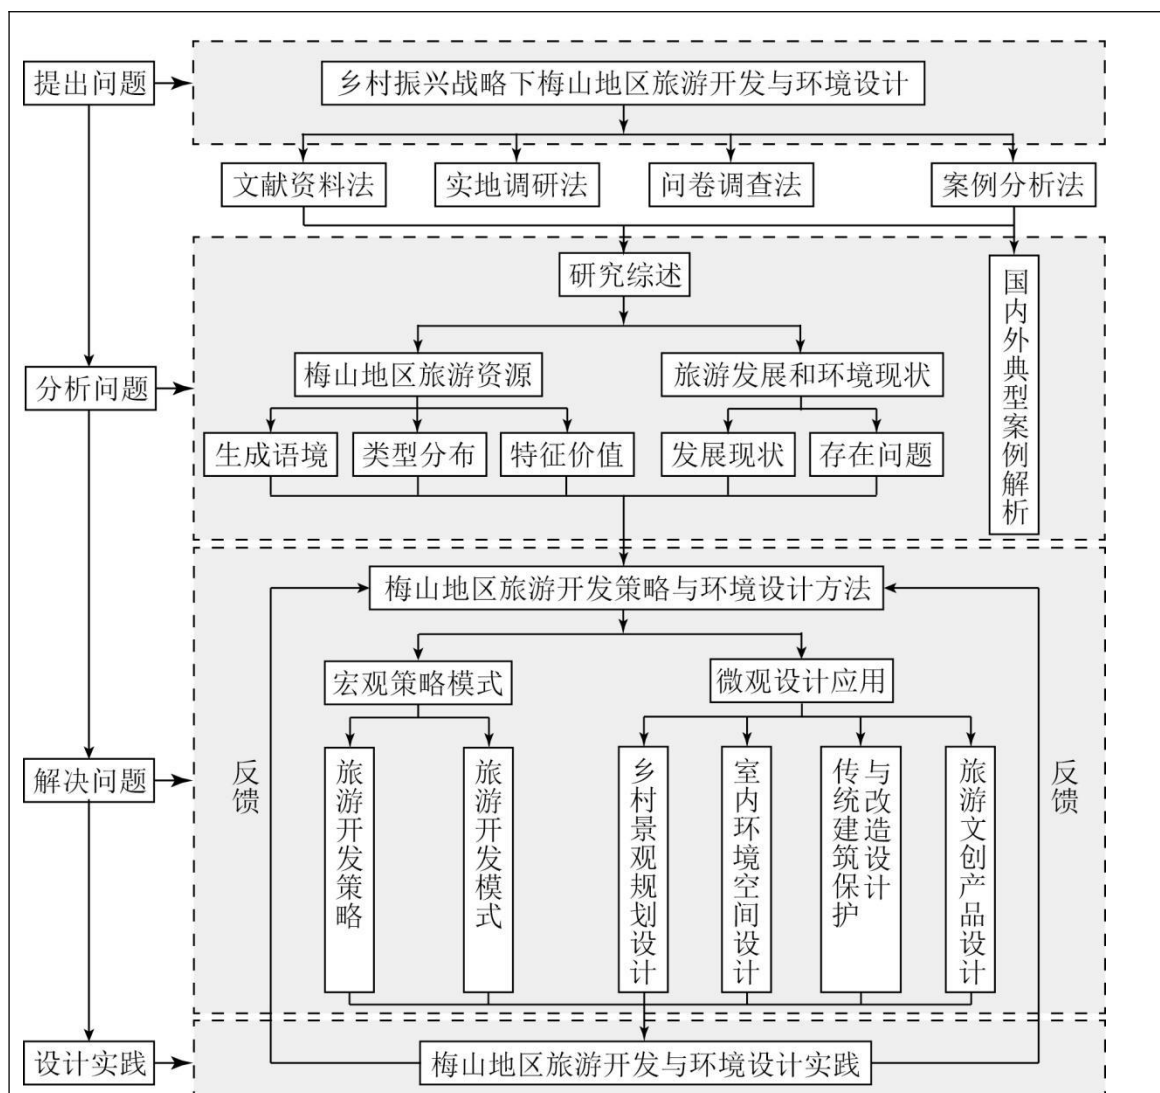 提出问题
乡村振兴战略下梅山地区旅游开发与环境设计
文献资料法
实地调研法
问卷调查法
案例分析法
研究综述
国内外典型案例解析
分析问题
梅山地区旅游资源
旅游发展和环境现状
生成语境
类型分布
特征价值
发展现状
存在问题
梅山地区旅游开发策略与环境设计方法
宏观策略模式
微观设计应用
解决问题
反馈
旅游开发策略
旅游开发模式
乡村景观规划设计
室内环境空间设计
传统建筑保护
与改造设计
旅游文创产品设计
反馈
设计实践
梅山地区旅游开发与环境设计实践